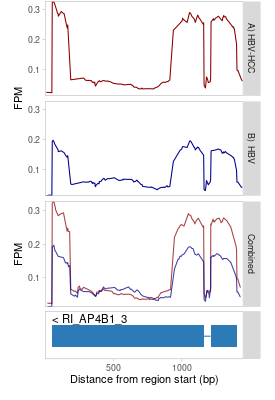 0.3
0.2
0.1
FPM
A) HBV-HCC
0.3
0.2
0.1
FPM
B) HBV
0.3
0.2
0.1
FPM
Combined
< RI_AP4B1_3
500 1000
Distance from region start (bp)